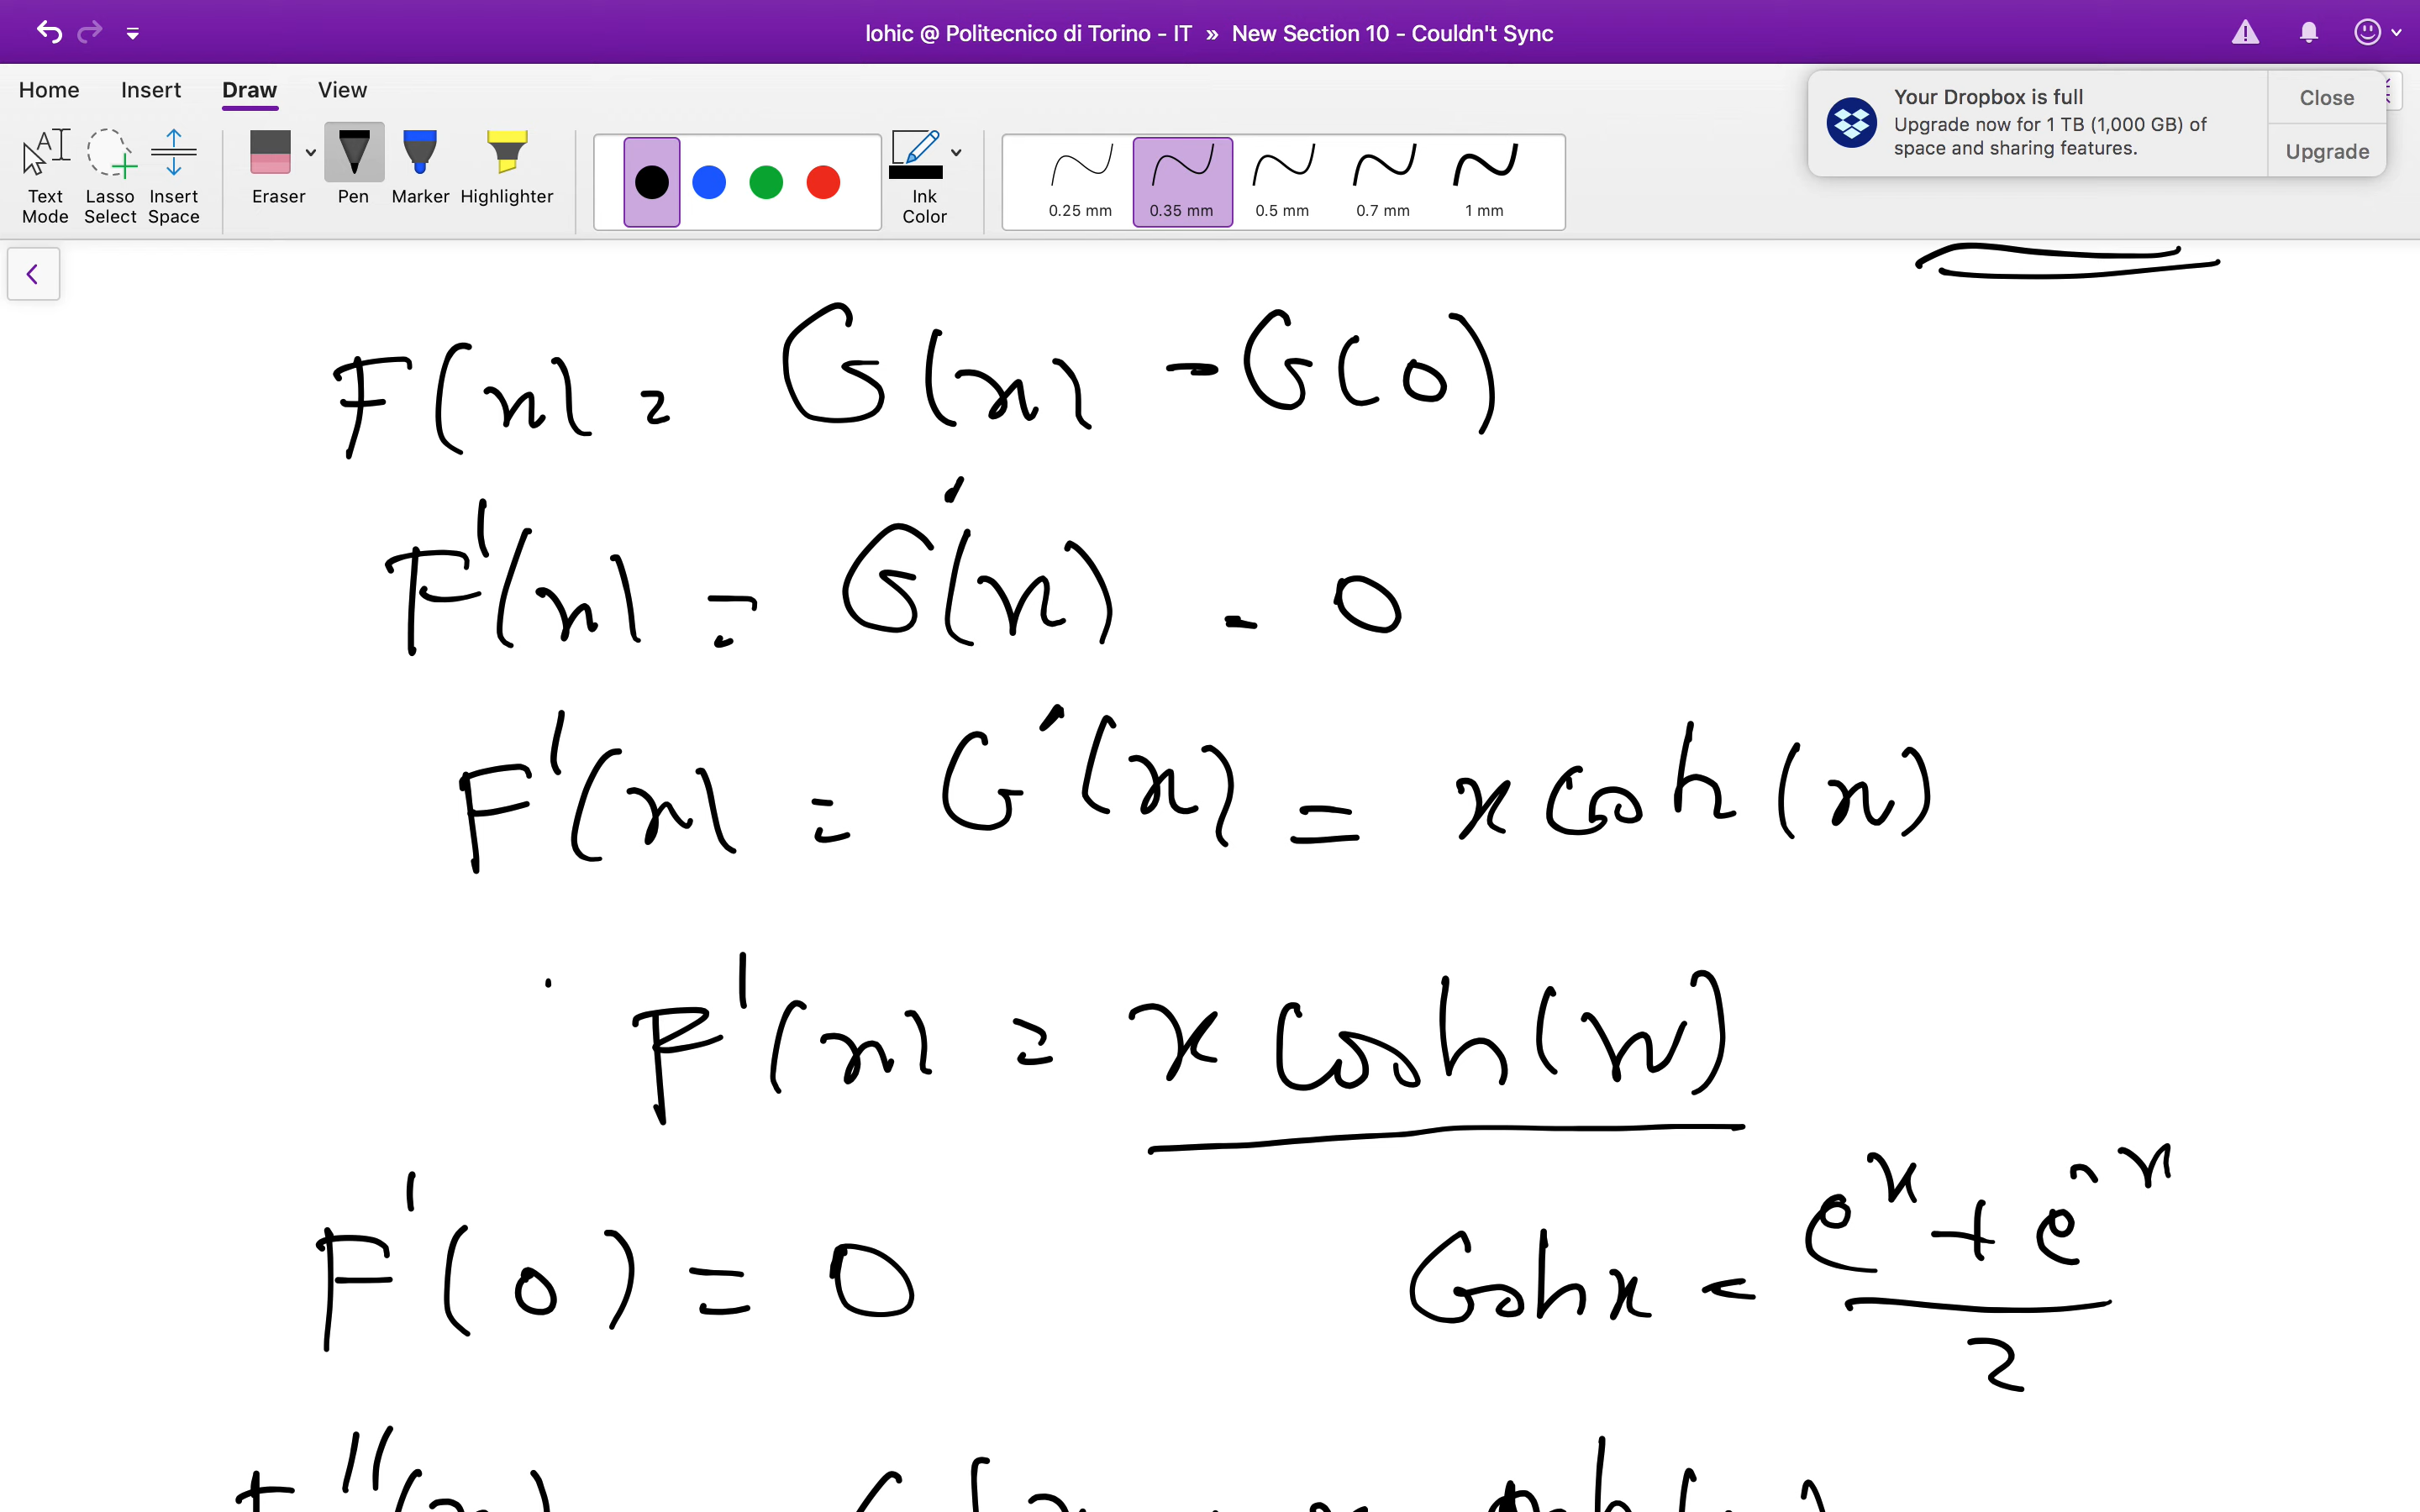 lohic @ Politecnico di Torino - IT » New Section 10 - Couldn't Sync
Home Insert Draw View
Your Dropbox is full
Upgrade now for 1 TB (1,000 GB) of
space and sharing features.
Close
Upgrade
Text Mode
Lasso Select
Insert Space
Eraser
Pen
Marker
Highlighter
Ink Color
0.25 mm
0.35 mm
0.5 mm
0.7 mm
1 mm
F(x) = G(x) - G(0)
F'(x) = G'(x) - 0
F'(x) = G'(x) = x Cosh(x)
F'(x) = x Cosh(x)
F'(0) = 0
Cosh x = (e^x + e^-x)/2